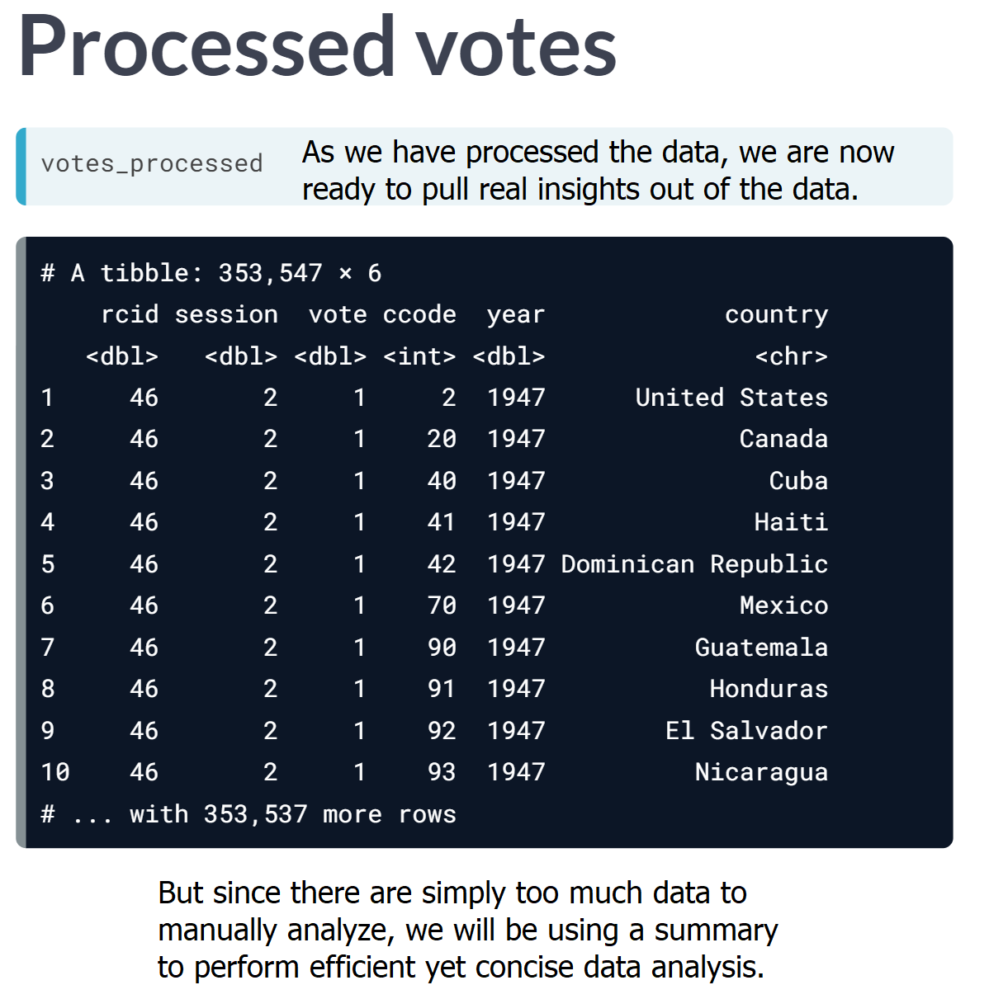 Processed votes
votes_processed
As we have processed the data, we are now
ready to pull real insights out of the data.
# A tibble: 353,547 × 6
rcid session vote ccode year country
<dbl> <dbl> <dbl> <int> <dbl> <chr>
1 46 2 1 2 1947 United States
2 46 2 1 20 1947 Canada
3 46 2 1 40 1947 Cuba
4 46 2 1 41 1947 Haiti
5 46 2 1 42 1947 Dominican Republic
6 46 2 1 70 1947 Mexico
7 46 2 1 90 1947 Guatemala
8 46 2 1 91 1947 Honduras
9 46 2 1 92 1947 El Salvador
10 46 2 1 93 1947 Nicaragua
# ... with 353,537 more rows
But since there are simply too much data to
manually analyze, we will be using a summary
to perform efficient yet concise data analysis.